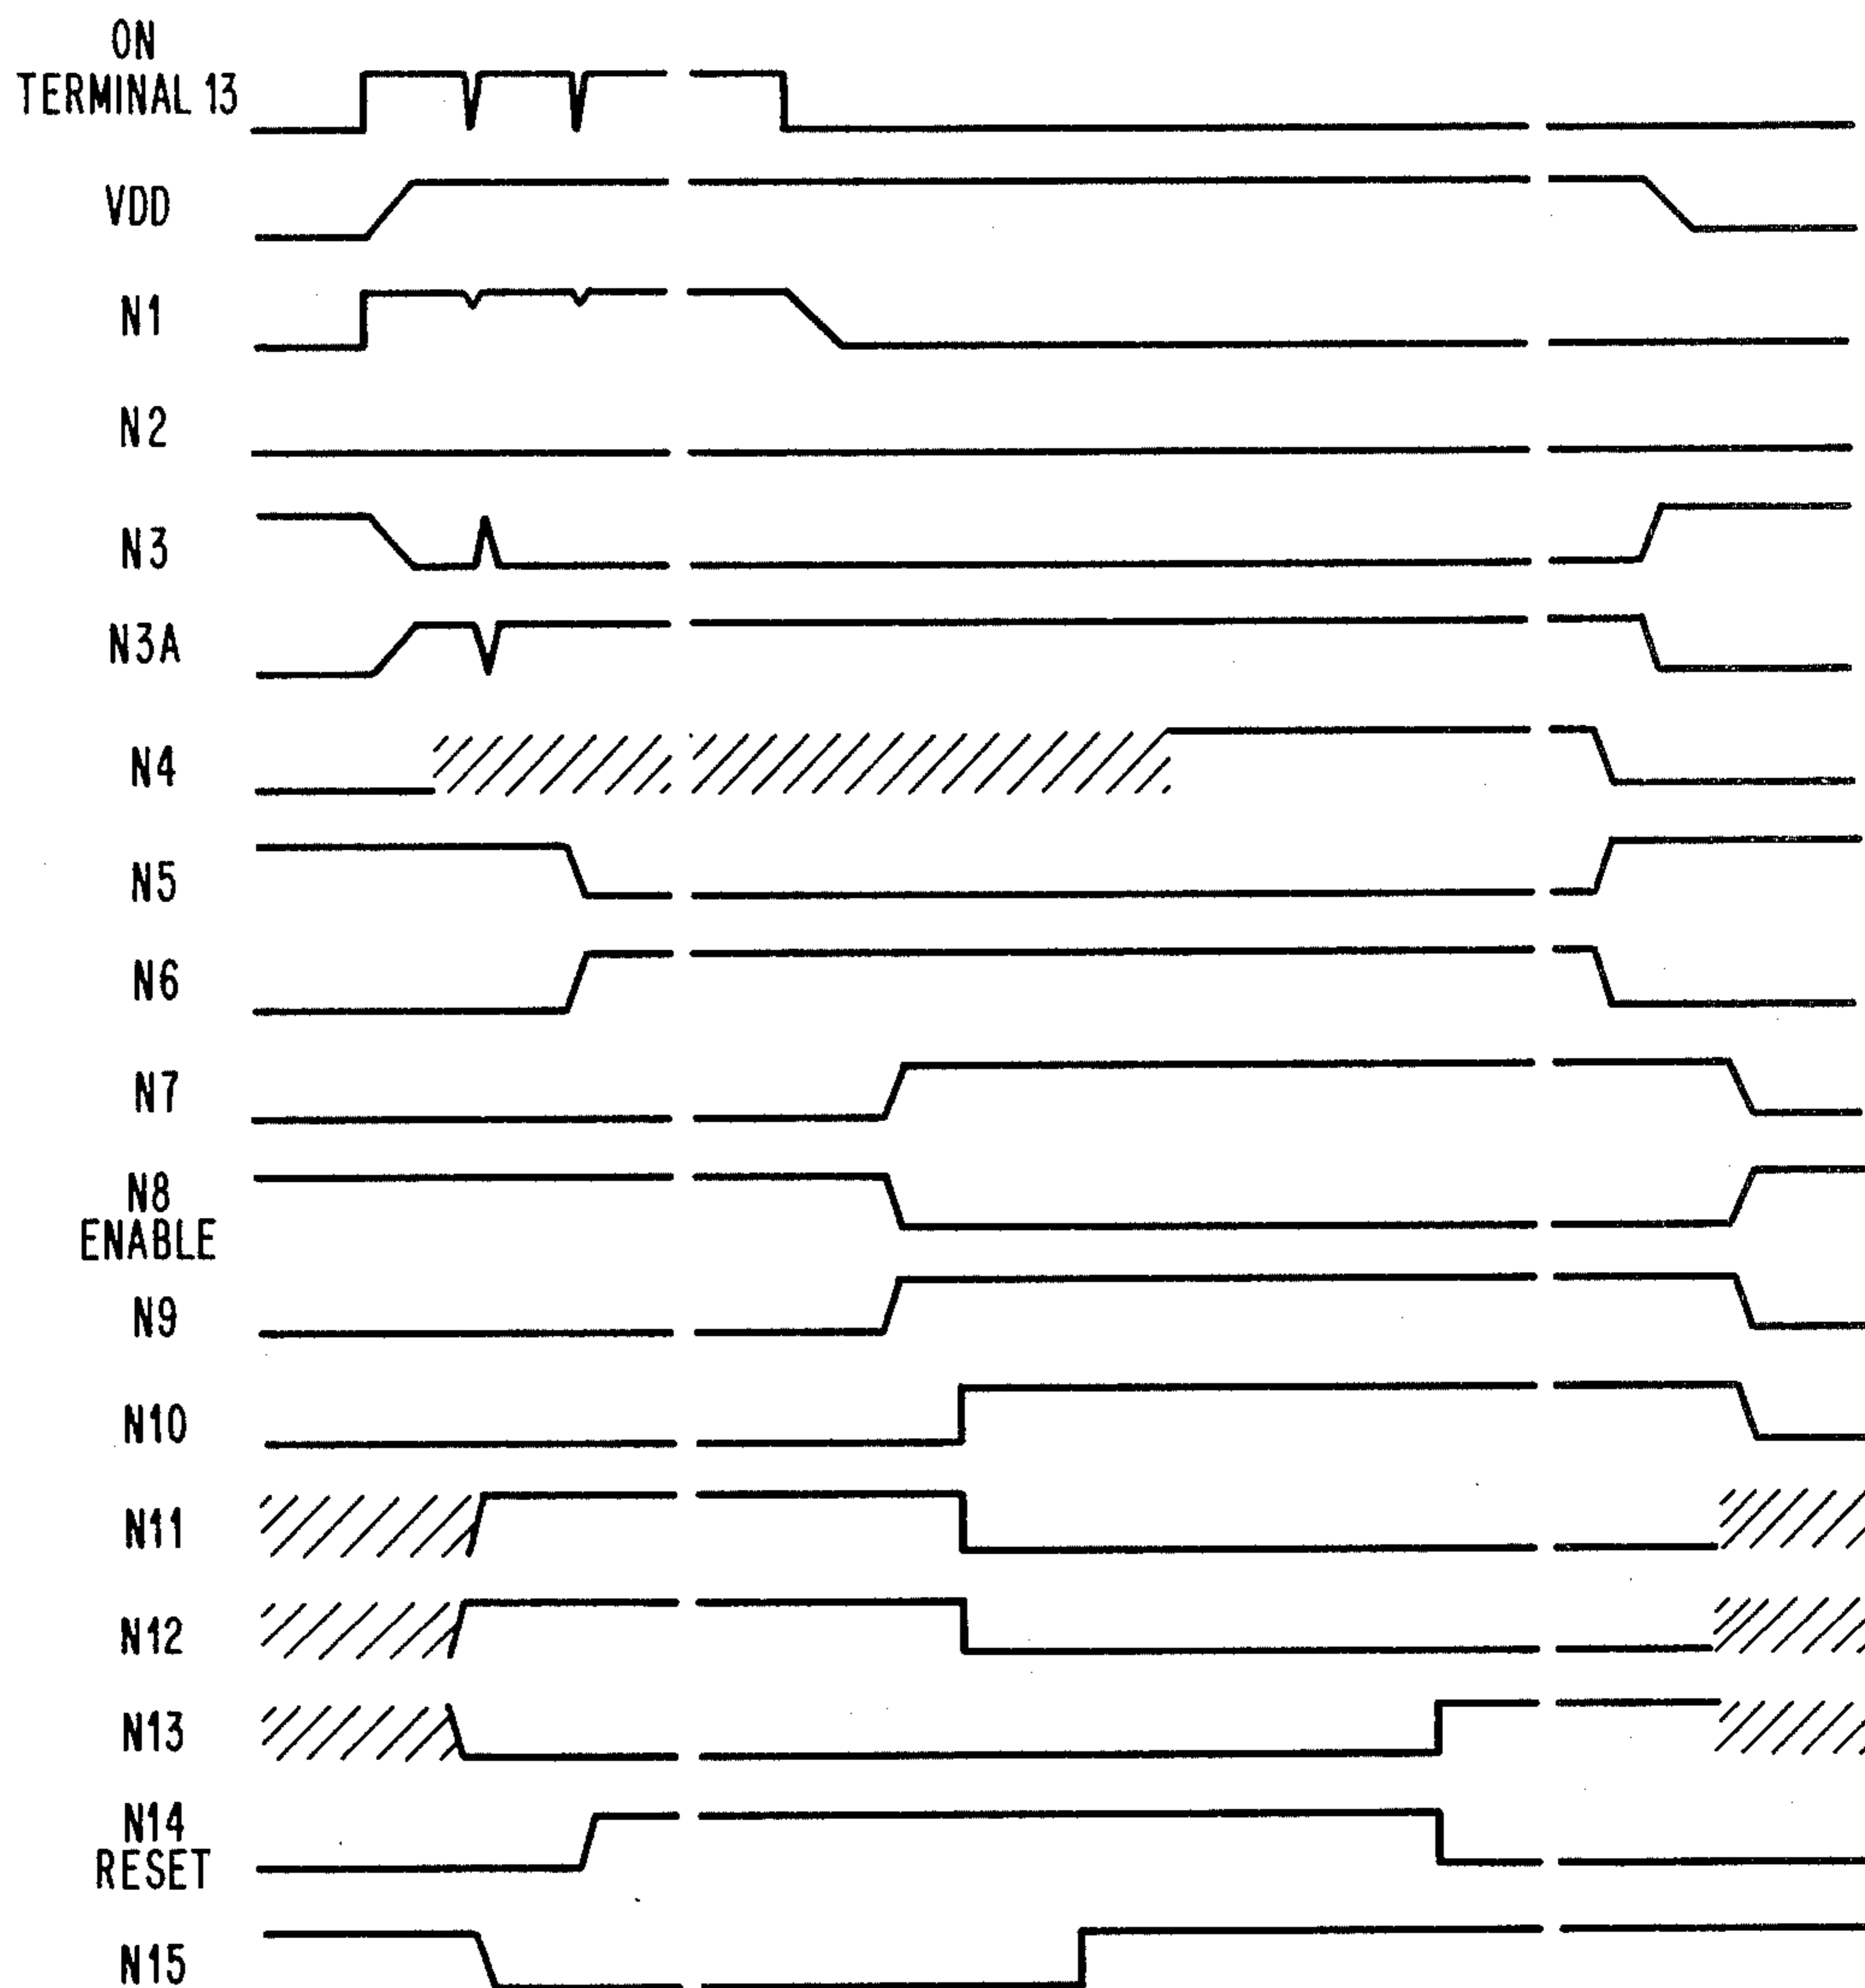 ON
TERMINAL 13
VDD
N1
N2
N3
N3A
N4
N5
N6
N7
N8
ENABLE
N9
N10
N11
N12
N13
N14
RESET
N15